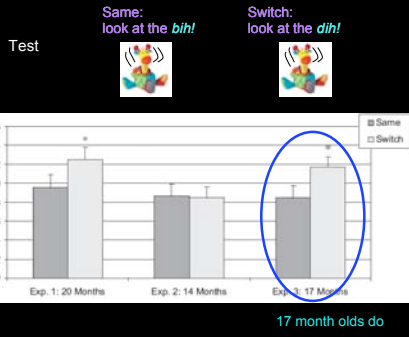 Same:
look at the bih!
Switch:
look at the dih!
Test
Same
Switch
*
*
Exp. 1: 20 Months
Exp. 2: 14 Months
Exp. 3: 17 Months
17 month olds do